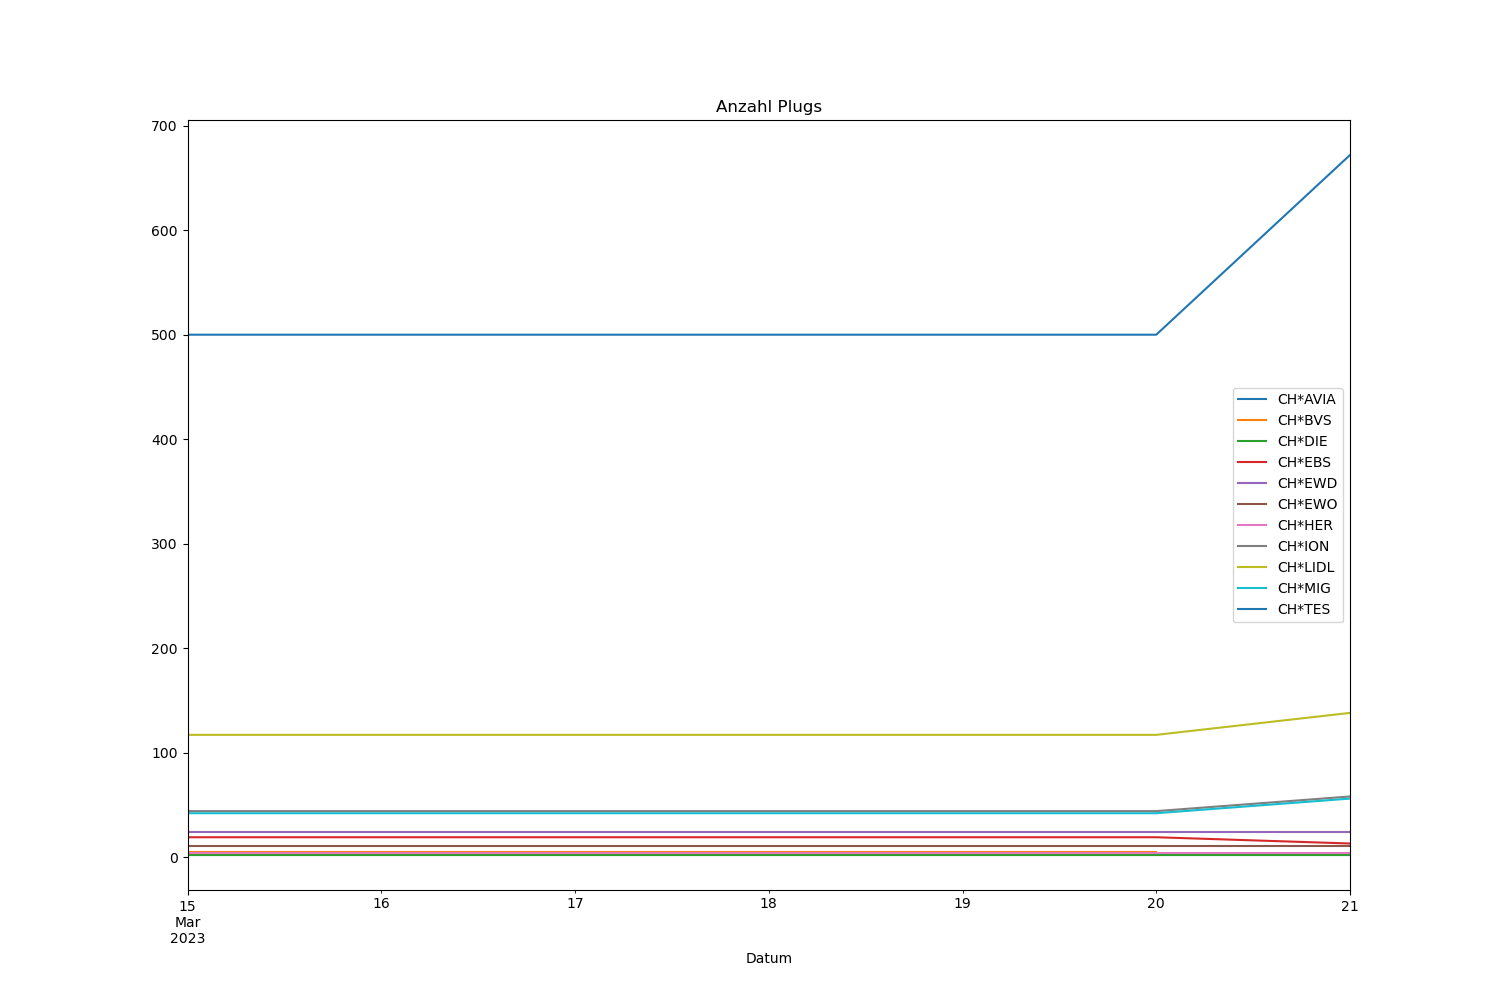 Anzahl Plugs
700
600
500
400
300
200
100
0
CH*AVIA
CH*BVS
CH*DIE
CH*EBS
CH*EWD
CH*EWO
CH*HER
CH*ION
CH*LIDL
CH*MIG
CH*TES
15 16 17 18 19 20 21
Mar
2023
Datum